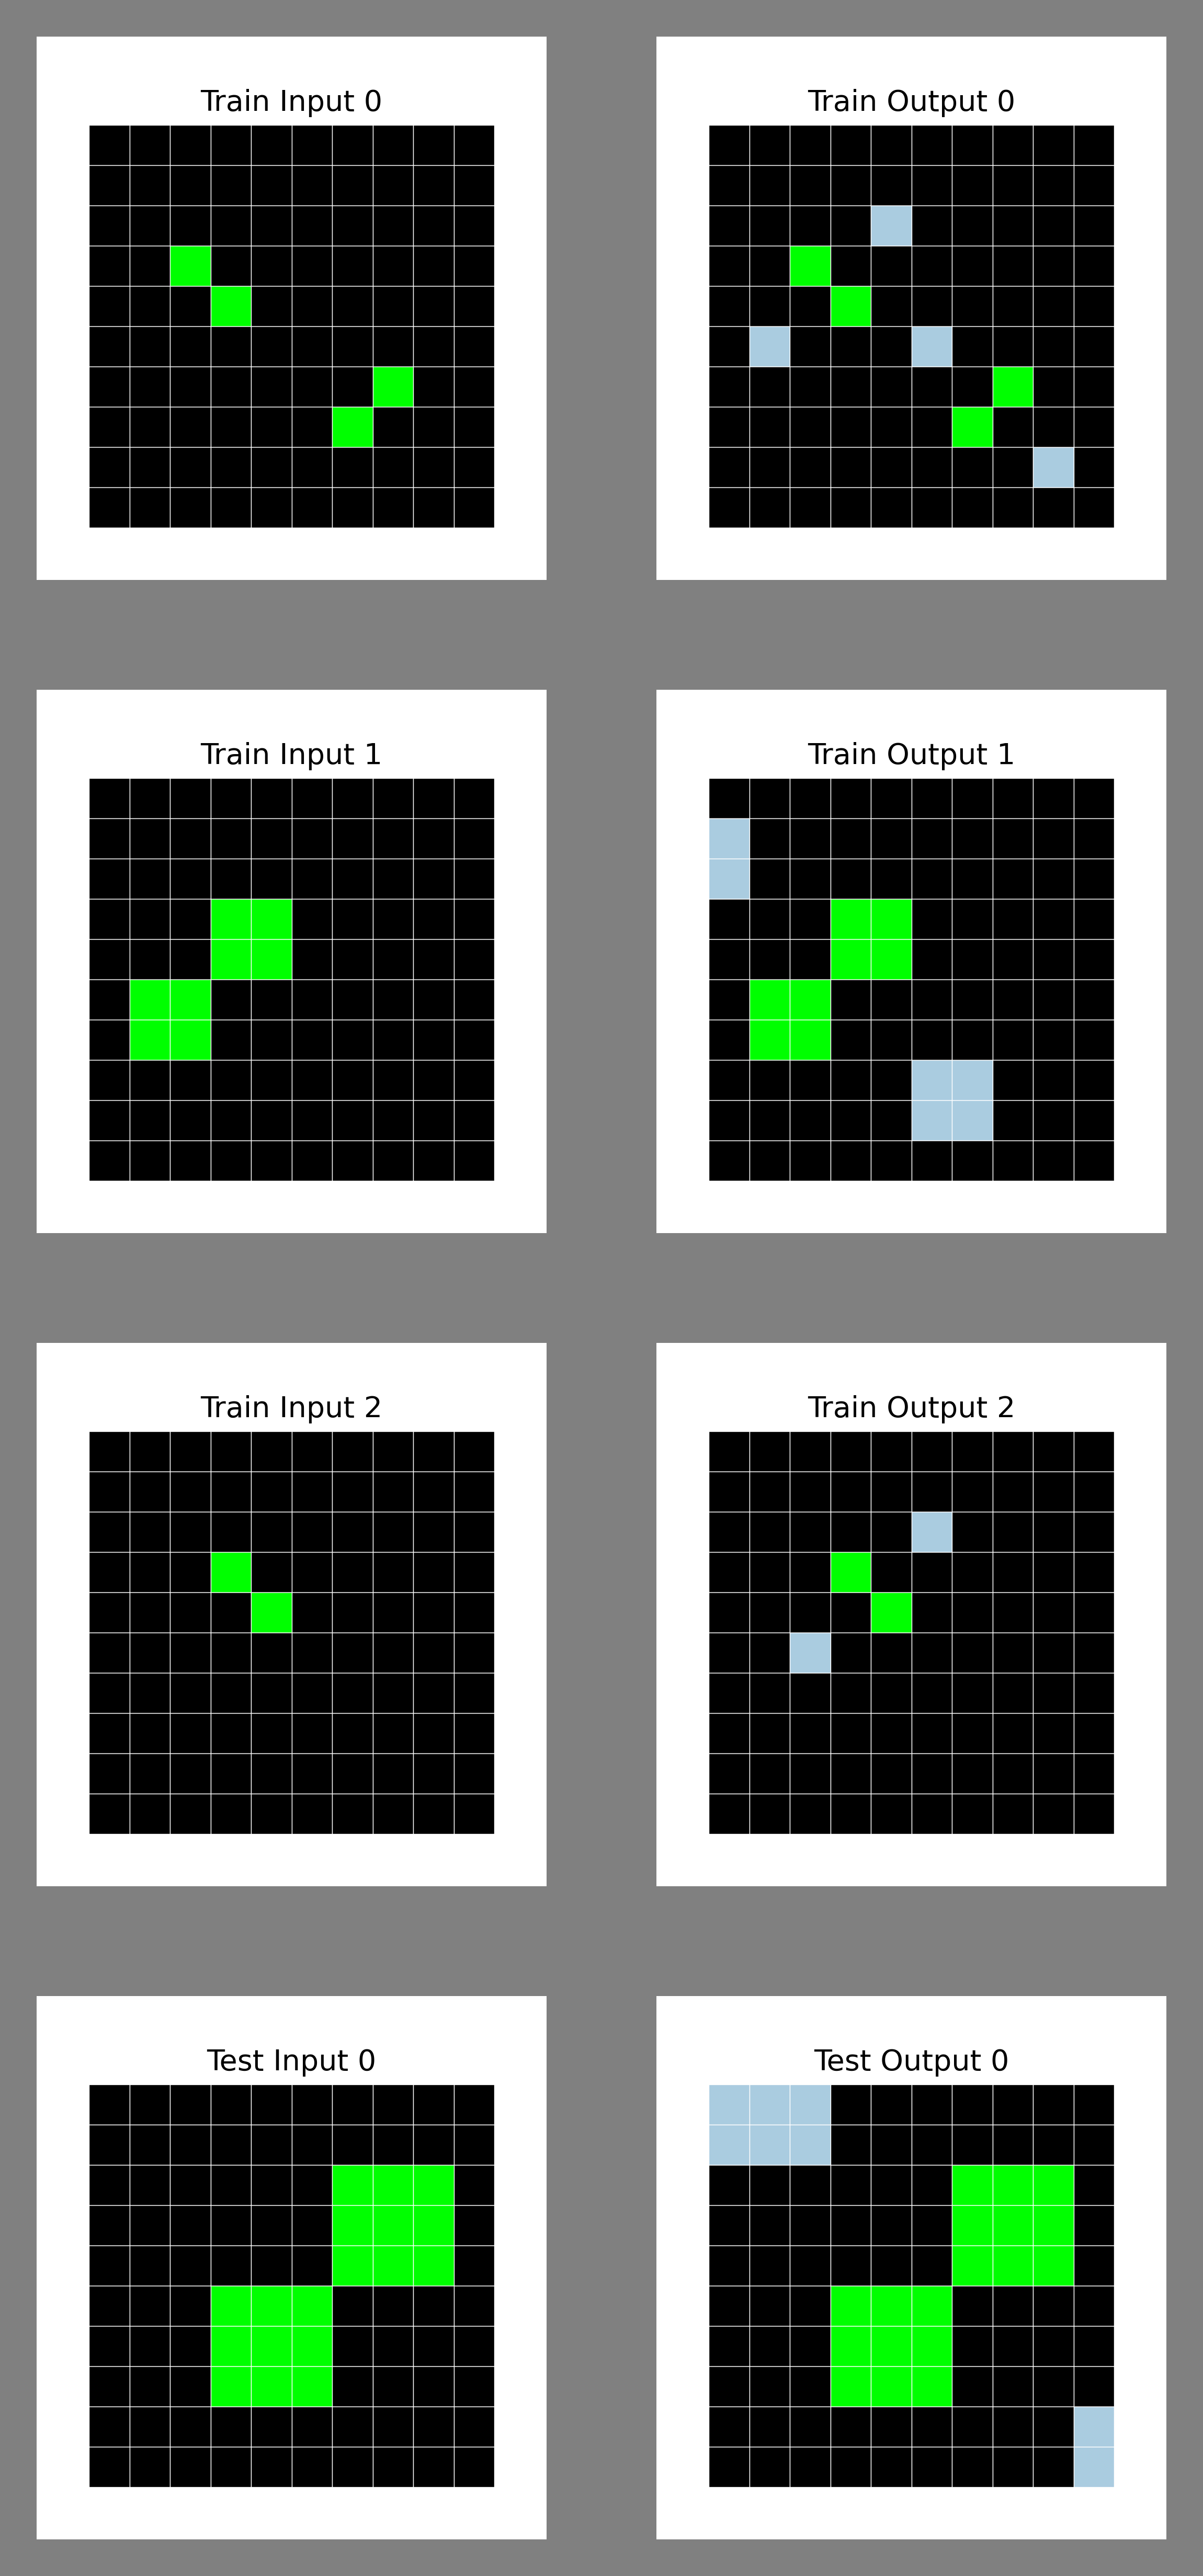 Train Input 0
Train Output 0
Train Input 1
Train Output 1
Train Input 2
Train Output 2
Test Input 0
Test Output 0